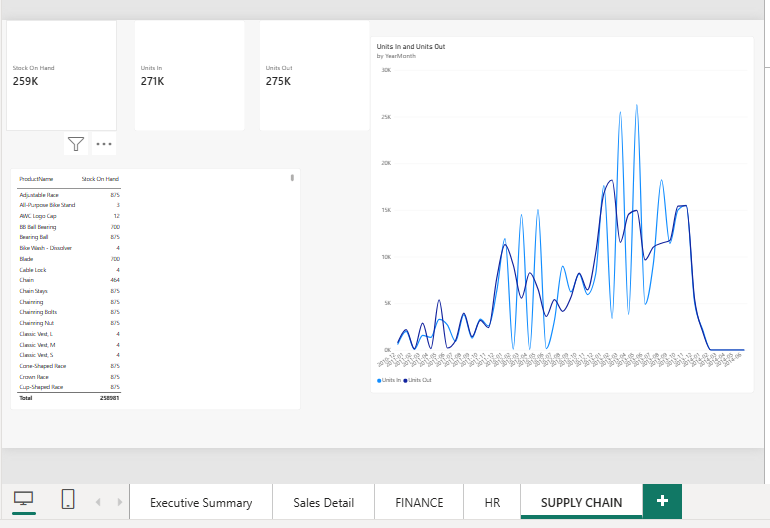 Stock On Hand
259K
Units In
271K
Units Out
275K
Units In and Units Out
by YearMonth
30K
25K
20K
15K
10K
5K
0K
Units In Units Out
ProductName Stock On Hand
Adjustable Race 875
All-Purpose Bike Stand 3
AWC Logo Cap 12
BB Ball Bearing 700
Bearing Ball 875
Bike Wash - Dissolver 4
Blade 700
Cable Lock 4
Chain 464
Chain Stays 875
Chainring 875
Chainring Bolts 875
Chainring Nut 875
Classic Vest, L 4
Classic Vest, M 4
Classic Vest, S 4
Cone-Shaped Race 875
Crown Race 875
Cup-Shaped Race 875
Total 258981
Executive Summary
Sales Detail
FINANCE
HR
SUPPLY CHAIN